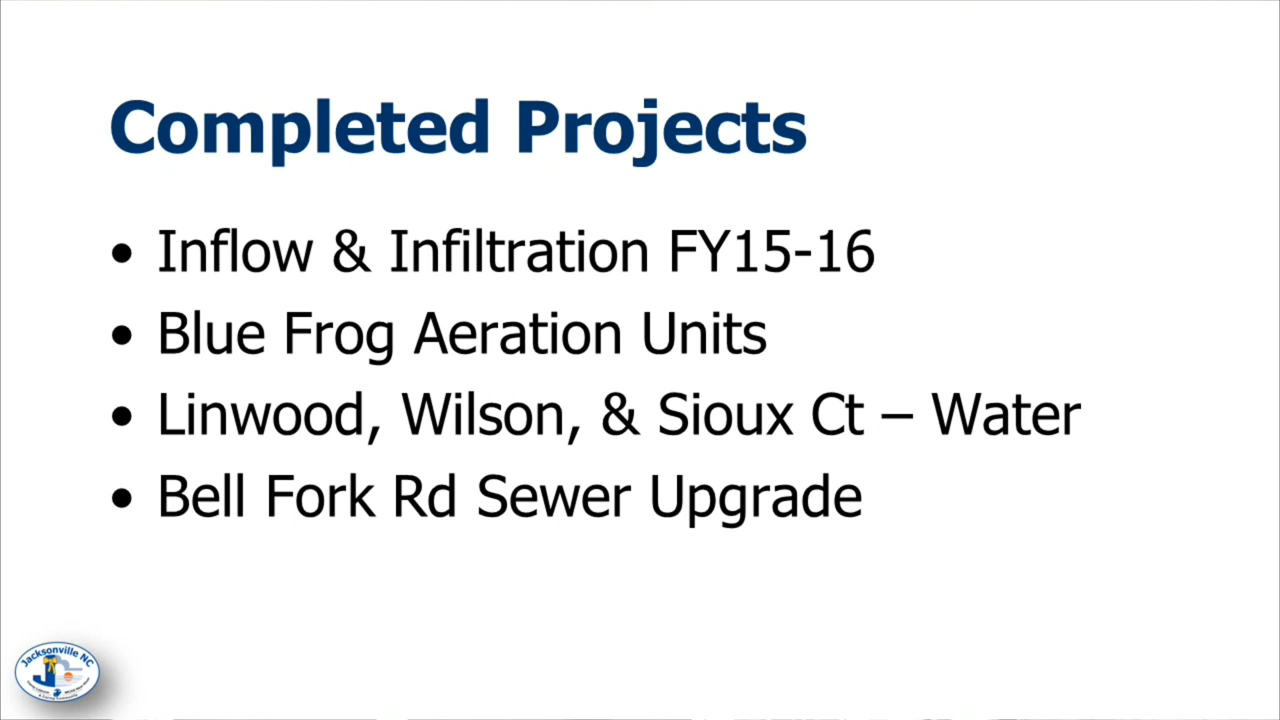 Completed Projects
• Inflow & Infiltration FY15-16
• Blue Frog Aeration Units
• Linwood, Wilson, & Sioux Ct – Water
• Bell Fork Rd Sewer Upgrade
Jacksonville NC